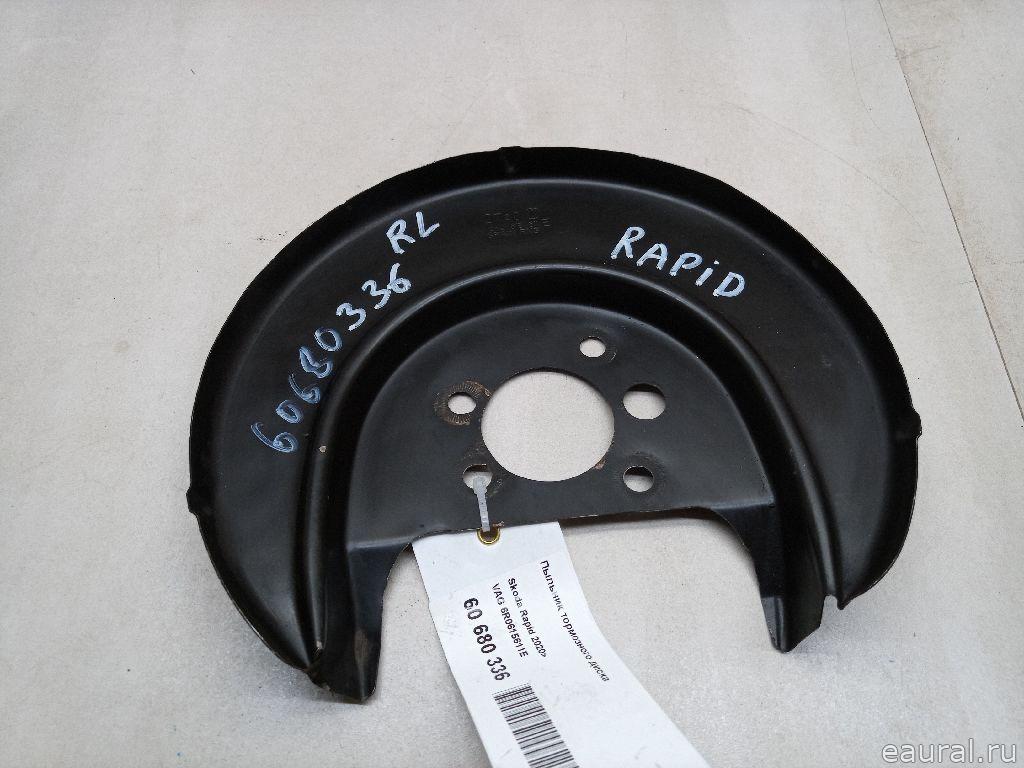 RL
RAPiD
60680336
Пыльник тормозного диска
Skoda Rapid 2020>
VAG 6R0615611E
60 680 336
eaural.ru